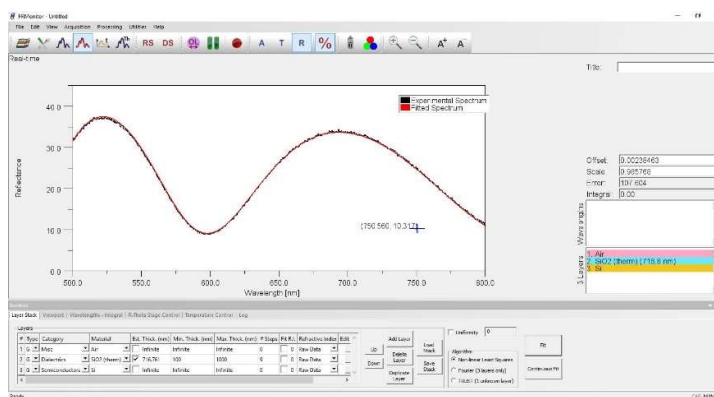 FRMonitor - Untitled
File Edit View Acquisition Processing Utilities Help
RS DS OL A T R % A+ A-
Real-time
Title:
40.0
30.0
20.0
10.0
0.0
Reflectance
Experimental Spectrum
Fitted Spectrum
(750.560, 10.317)
500.0 550.0 600.0 650.0 700.0 750.0 800.0
Wavelength [nm]
Offset: 0.00238463
Scale: 0.985768
Error: 107.604
Integral: 0.00
3 Layers
1. Air
2. SiO2 (therm) (716.8 nm)
3. Si
Layer Stack Viewport Wavelengths - Integral R/Theta Stage Control Temperature Control Log
Layers
# Type Category Material Est. Thick. (nm) Min. Thick. (nm) Max. Thick. (nm) # Steps Fit R.I. Refractive Index Edit
1 G Misc Air Infinite Infinite Infinite 0 0 Raw Data ...
2 G Dielectrics SiO2 (therm) 716.761 100 1000 0 0 Raw Data ...
3 G Semiconductors Si Infinite Infinite Infinite 0 0 Raw Data ...
Up
Down
Add Layer
Delete Layer
Duplicate Layer
Load Stack
Save Stack
Uniformity 0
Algorithm
Non-linear Least Squares
Fourier (3 layers only)
TRUST (1 unknown layer)
Fit
Continuous Fit
Ready